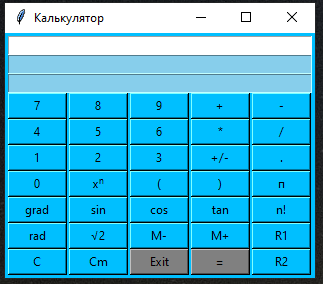 Калькулятор
7 8 9 + -
4 5 6 * /
1 2 3 +/- .
0 xⁿ ( ) п
grad sin cos tan n!
rad √2 M- M+ R1
C Cm Exit = R2